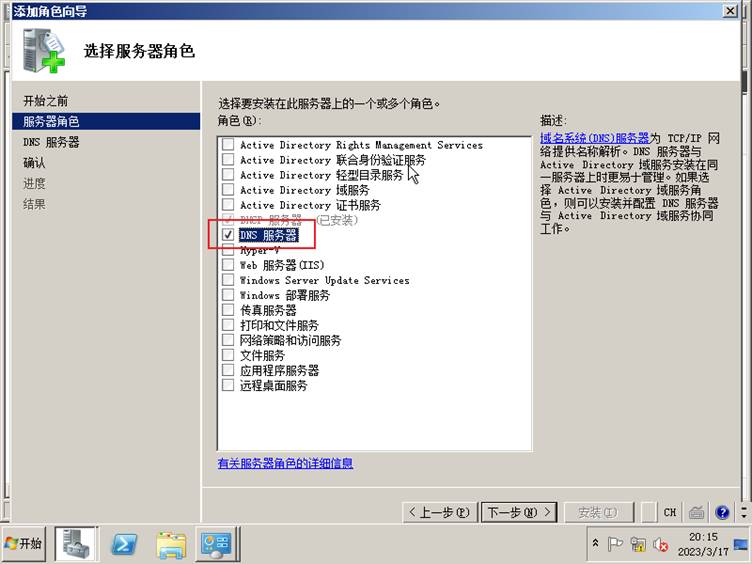 添加角色向导
选择服务器角色
开始之前
服务器角色
DNS 服务器
确认
进度
结果
选择要安装在此服务器上的一个或多个角色。
角色(R):
Active Directory Rights Management Services
Active Directory 联合身份验证服务
Active Directory 轻型目录服务
Active Directory 域服务
Active Directory 证书服务
DHCP 服务器 (已安装)
DNS 服务器
Hyper-V
Web 服务器(IIS)
Windows Server Update Services
Windows 部署服务
传真服务器
打印和文件服务
网络策略和访问服务
文件服务
应用程序服务器
远程桌面服务
有关服务器角色的详细信息
描述:
域名系统(DNS)服务器为 TCP/IP 网
络提供名称解析。DNS 服务器与
Active Directory 域服务安装在同
一服务器上时更易于管理。如果选
择 Active Directory 域服务角
色，则可以安装并配置 DNS 服务器
与 Active Directory 域服务协同
工作。
< 上一步(P)
下一步(N) >
安装(I)
CH
开始
20:15
2023/3/17